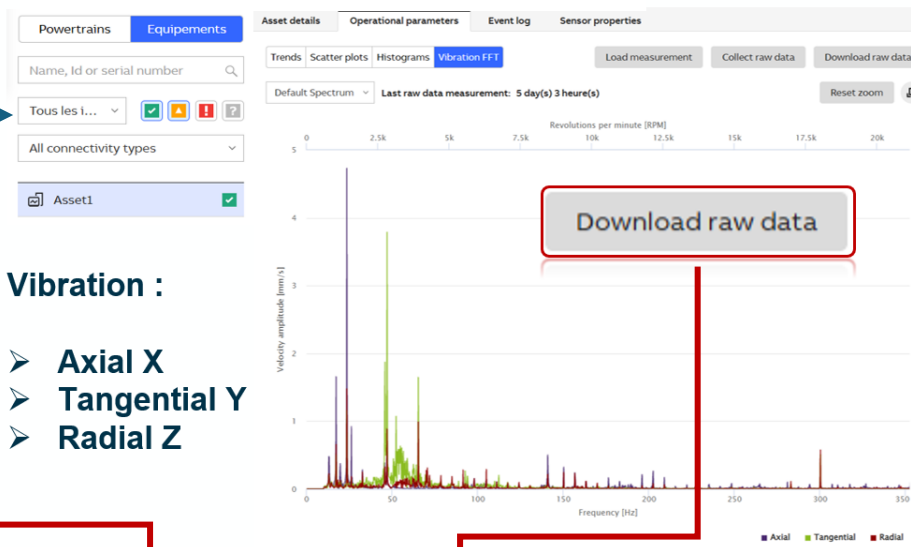 Powertrains Equipements
Name, Id or serial number
Tous les i...
All connectivity types
Asset1
Vibration :
Axial X
Tangential Y
Radial Z
Asset details Operational parameters Event log Sensor properties
Trends Scatter plots Histograms Vibration FFT Load measurement Collect raw data Download raw data
Default Spectrum Last raw data measurement: 5 day(s) 3 heure(s) Reset zoom
Revolutions per minute [RPM]
0 2.5k 5k 7.5k 10k 12.5k 15k 17.5k 20k
5
4
3
2
1
0
Velocity amplitude [mm/s]
Download raw data
0 50 100 150 200 250 300 350
Frequency [Hz]
Axial Tangential Radial